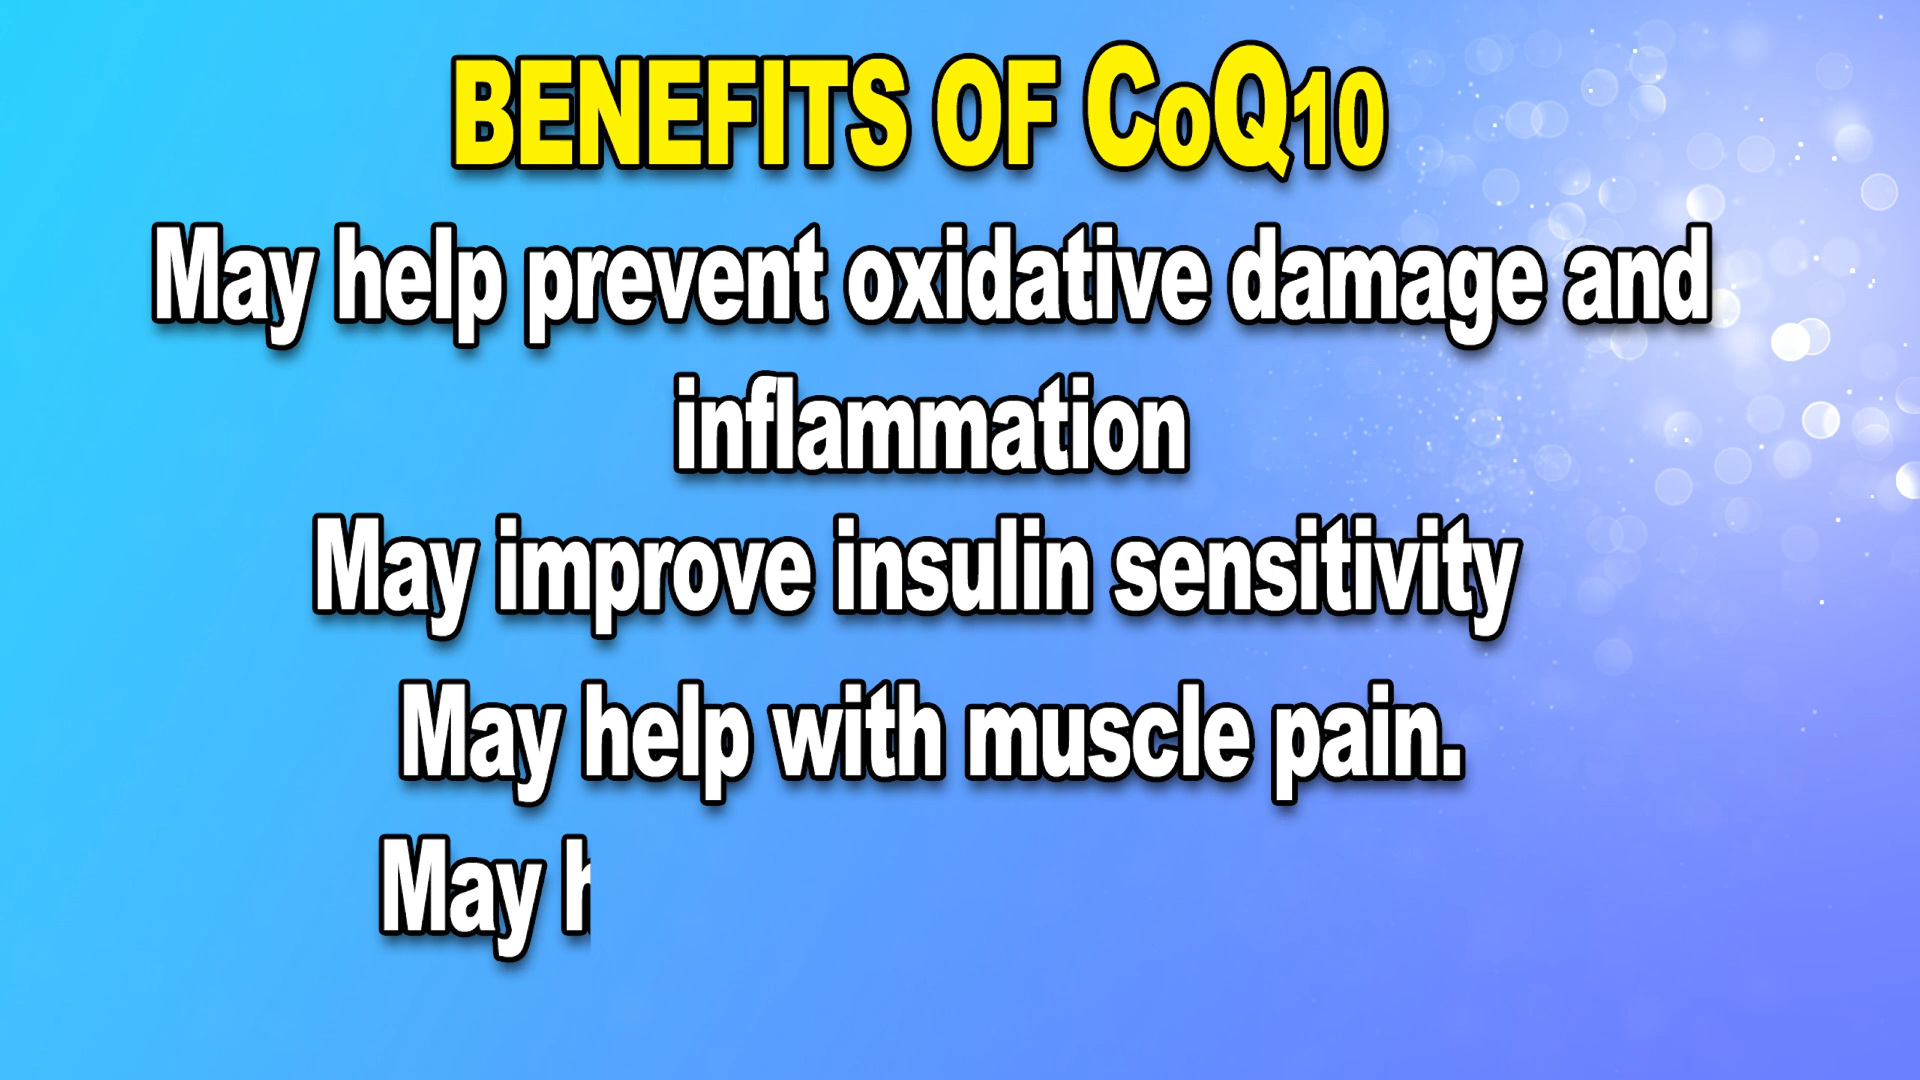 BENEFITS OF CoQ10
May help prevent oxidative damage and
inflammation
May improve insulin sensitivity
May help with muscle pain.
May